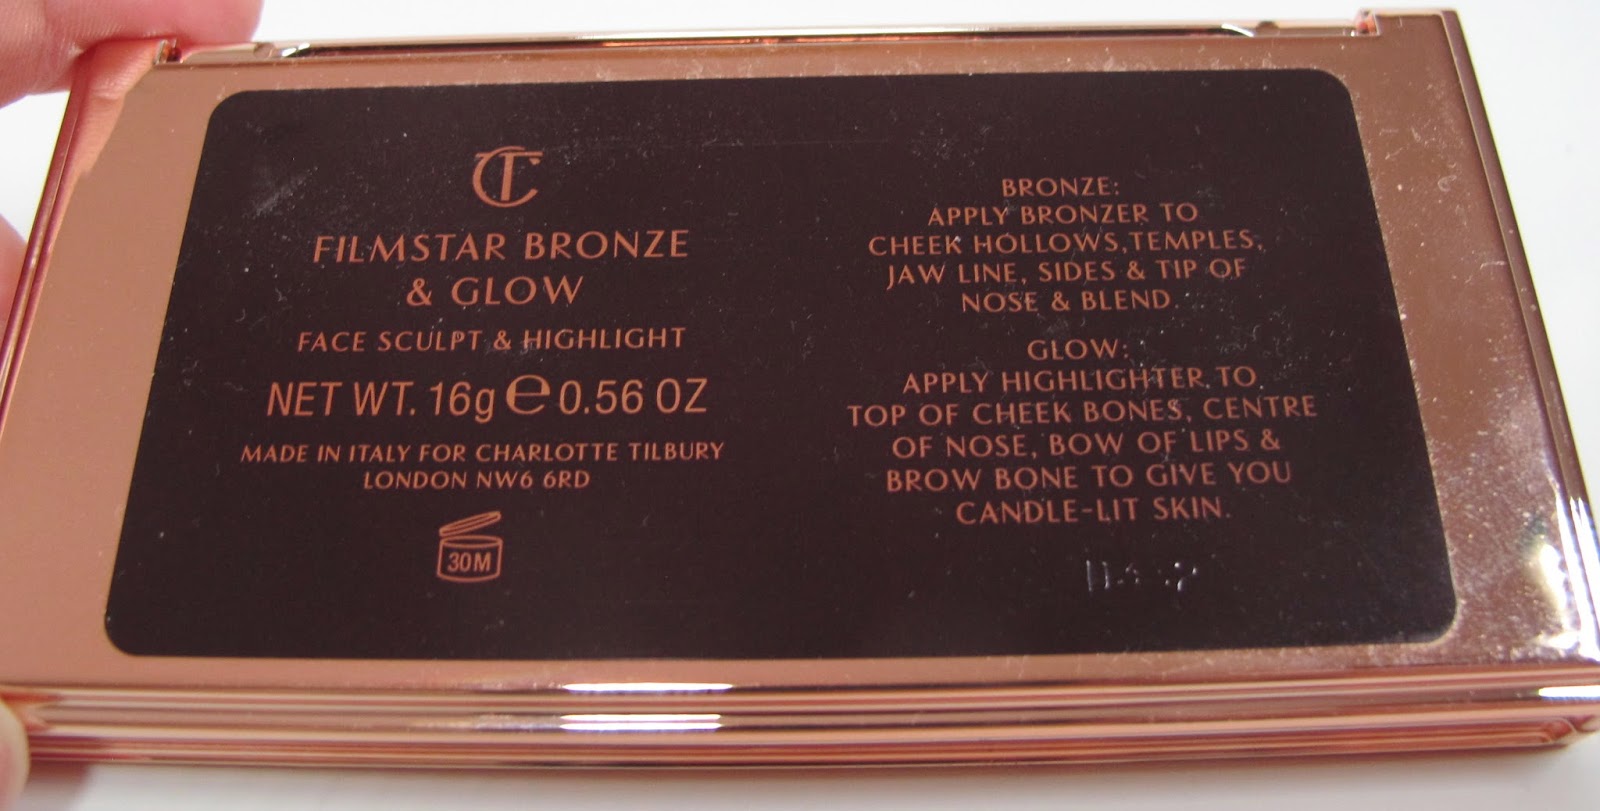 CT
FILMSTAR BRONZE
& GLOW
FACE SCULPT & HIGHLIGHT
NET WT. 16g ℮ 0.56 OZ
MADE IN ITALY FOR CHARLOTTE TILBURY
LONDON NW6 6RD
30M
BRONZE:
APPLY BRONZER TO
CHEEK HOLLOWS, TEMPLES,
JAW LINE, SIDES & TIP OF
NOSE & BLEND.
GLOW:
APPLY HIGHLIGHTER TO
TOP OF CHEEK BONES, CENTRE
OF NOSE, BOW OF LIPS &
BROW BONE TO GIVE YOU
CANDLE-LIT SKIN.